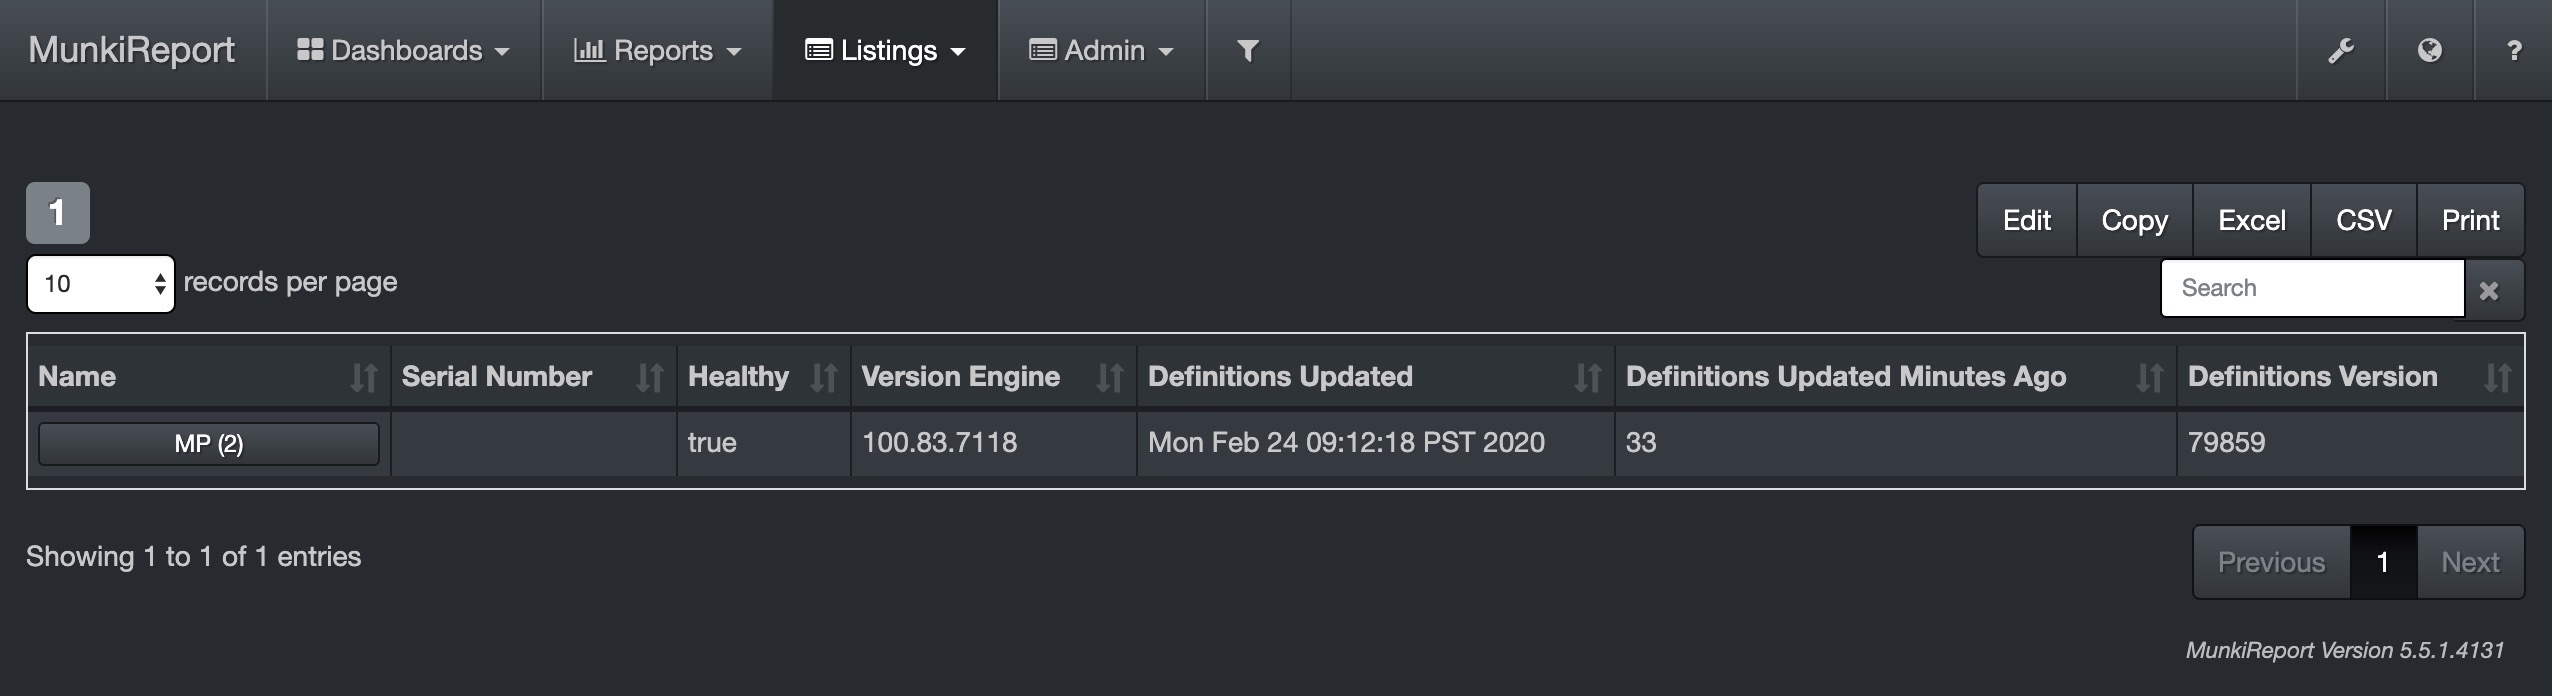 MunkiReport Dashboards Reports Listings Admin ?
1
Edit Copy Excel CSV Print
10 records per page
Search
Name Serial Number Healthy Version Engine Definitions Updated Definitions Updated Minutes Ago Definitions Version
MP (2) true 100.83.7118 Mon Feb 24 09:12:18 PST 2020 33 79859
Showing 1 to 1 of 1 entries
Previous 1 Next
MunkiReport Version 5.5.1.4131